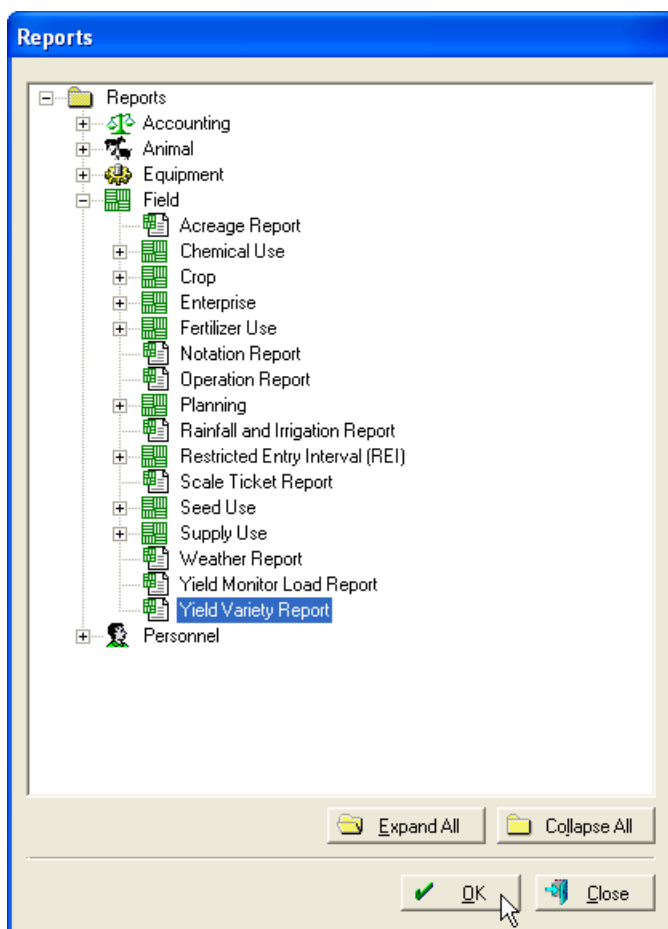 Reports
Reports
Accounting
Animal
Equipment
Field
Acreage Report
Chemical Use
Crop
Enterprise
Fertilizer Use
Notation Report
Operation Report
Planning
Rainfall and Irrigation Report
Restricted Entry Interval (REI)
Scale Ticket Report
Seed Use
Supply Use
Weather Report
Yield Monitor Load Report
Yield Variety Report
Personnel
Expand All Collapse All
OK Close